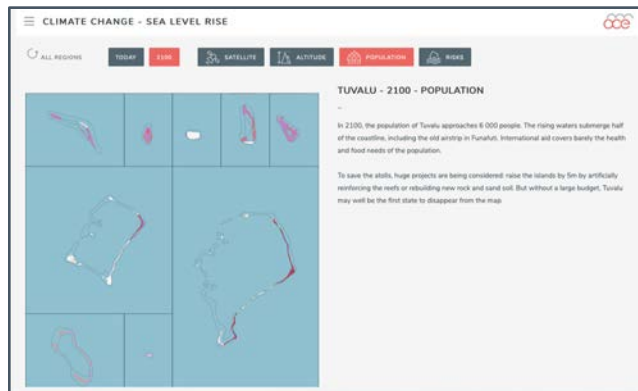 CLIMATE CHANGE - SEA LEVEL RISE
ace
ALL REGIONS
TODAY
2100
SATELLITE
ALTITUDE
POPULATION
RISKS
TUVALU - 2100 - POPULATION
–
In 2100, the population of Tuvalu approaches 6 000 people. The rising waters submerge half
of the coastline, including the old airstrip in Funafuti. International aid covers barely the health
and food needs of the population.
To save the atolls, huge projects are being considered: raise the islands by 5m by artificially
reinforcing the reefs or rebuilding new rock and sand soil. But without a large budget, Tuvalu
may well be the first state to disappear from the map.